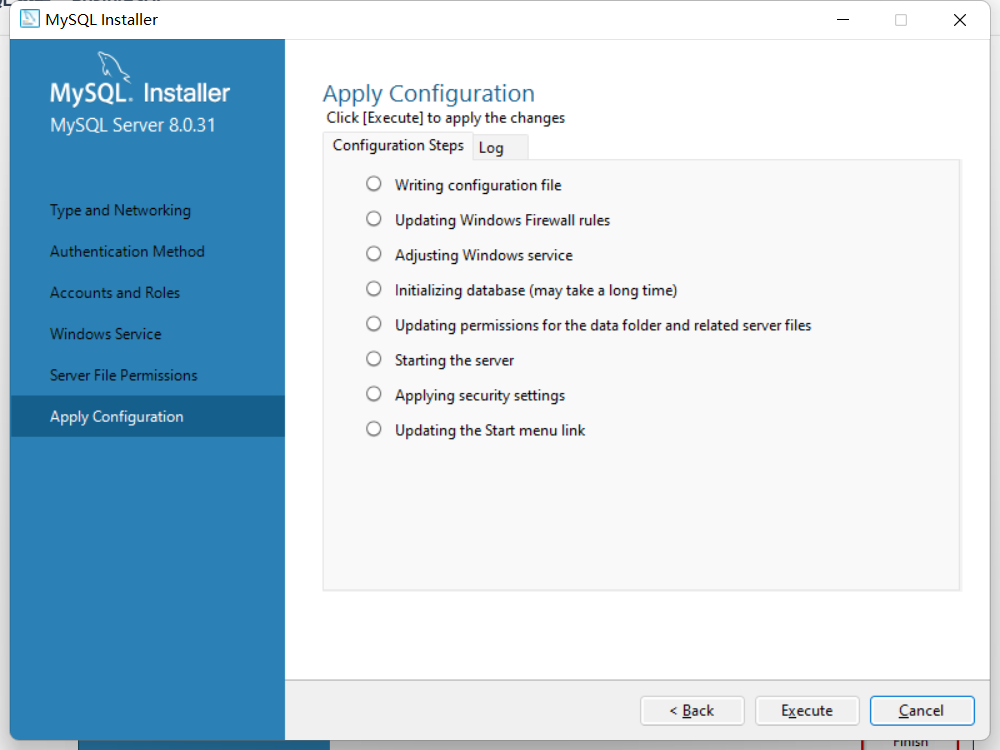 MySQL Installer
MySQL. Installer
MySQL Server 8.0.31
Type and Networking
Authentication Method
Accounts and Roles
Windows Service
Server File Permissions
Apply Configuration
Apply Configuration
Click [Execute] to apply the changes
Configuration Steps
Log
Writing configuration file
Updating Windows Firewall rules
Adjusting Windows service
Initializing database (may take a long time)
Updating permissions for the data folder and related server files
Starting the server
Applying security settings
Updating the Start menu link
< Back
Execute
Cancel
Finish